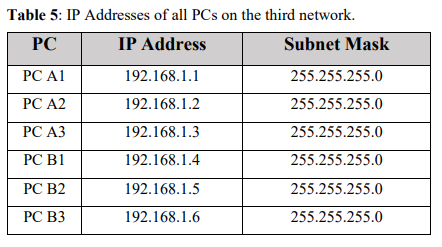 Table 5: IP Addresses of all PCs on the third network.
PC IP Address Subnet Mask
PC A1 192.168.1.1 255.255.255.0
PC A2 192.168.1.2 255.255.255.0
PC A3 192.168.1.3 255.255.255.0
PC B1 192.168.1.4 255.255.255.0
PC B2 192.168.1.5 255.255.255.0
PC B3 192.168.1.6 255.255.255.0